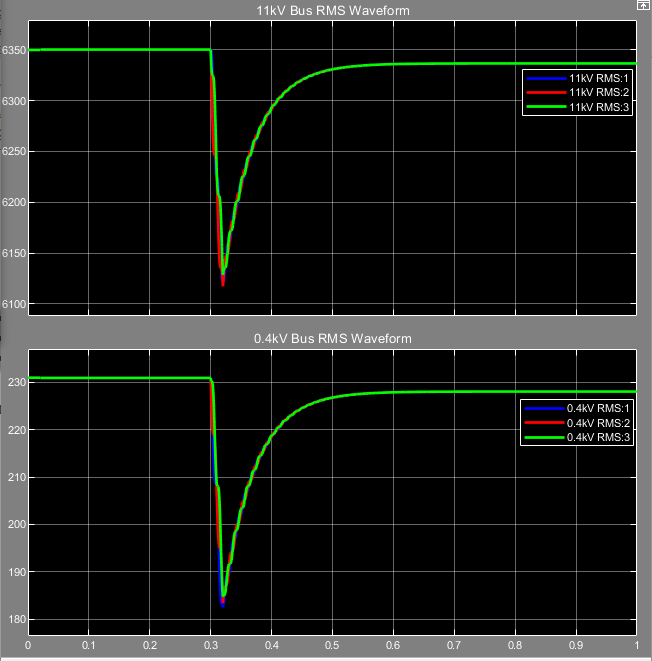 11kV Bus RMS Waveform
6350
6300
6250
6200
6150
6100
11kV RMS:1
11kV RMS:2
11kV RMS:3
0.4kV Bus RMS Waveform
230
220
210
200
190
180
0.4kV RMS:1
0.4kV RMS:2
0.4kV RMS:3
0 0.1 0.2 0.3 0.4 0.5 0.6 0.7 0.8 0.9 1